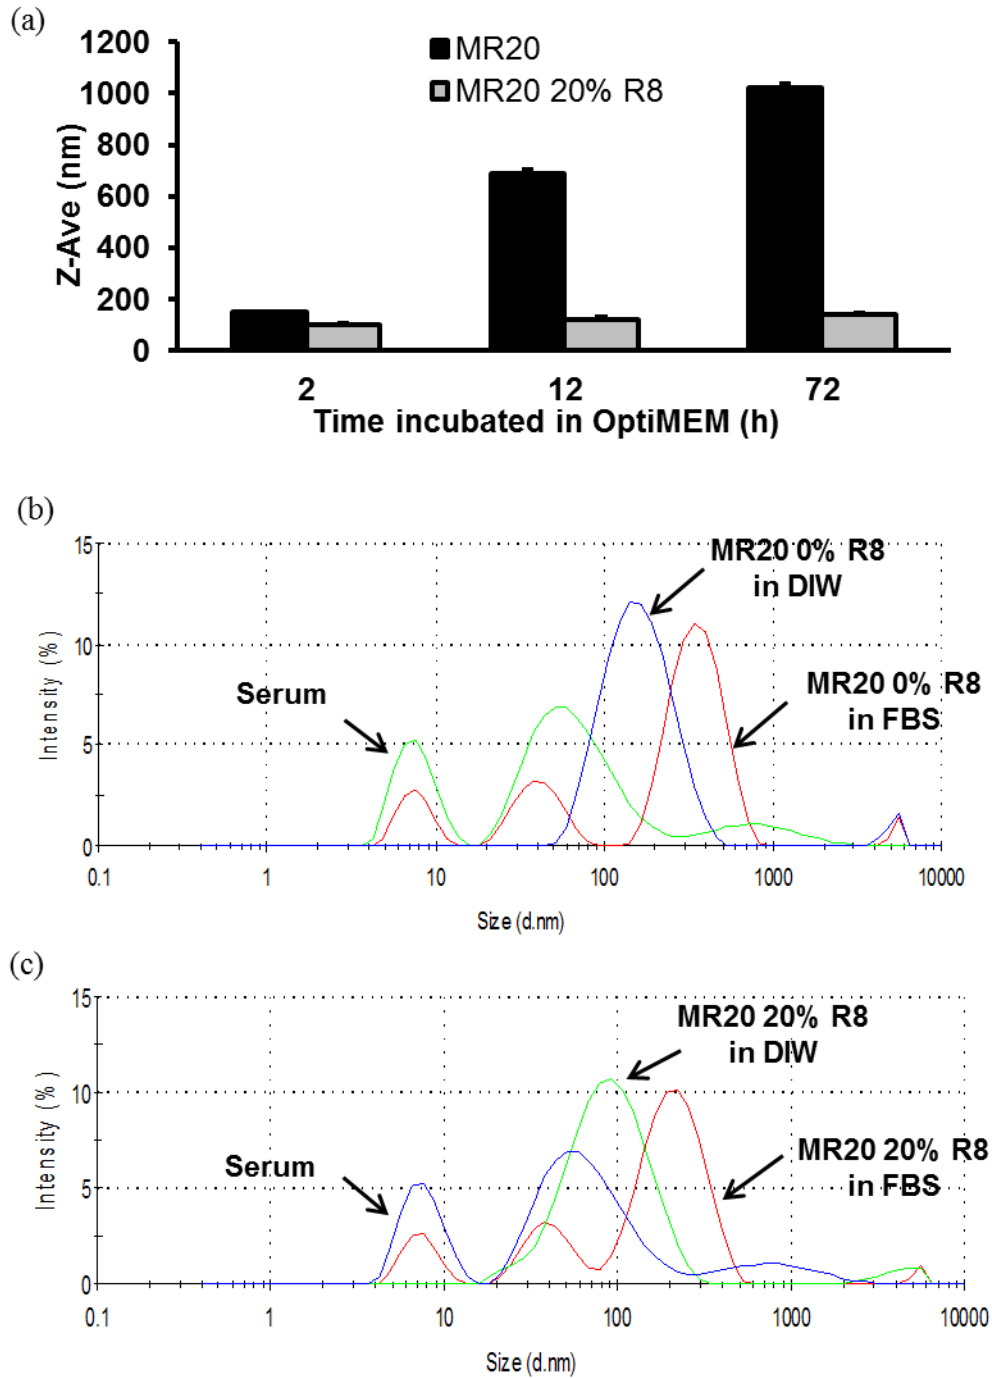 (a)
1200
1000
800
600
400
200
0
Z-Ave (nm)
MR20
MR20 20% R8
2 12 72
Time incubated in OptiMEM (h)
(b)
15
10
5
0
Intensity (%)
MR20 0% R8
in DIW
MR20 0% R8
in FBS
Serum
0.1 1 10 100 1000 10000
Size (d.nm)
(c)
15
10
5
0
Intensity (%)
MR20 20% R8
in DIW
MR20 20% R8
in FBS
Serum
0.1 1 10 100 1000 10000
Size (d.nm)